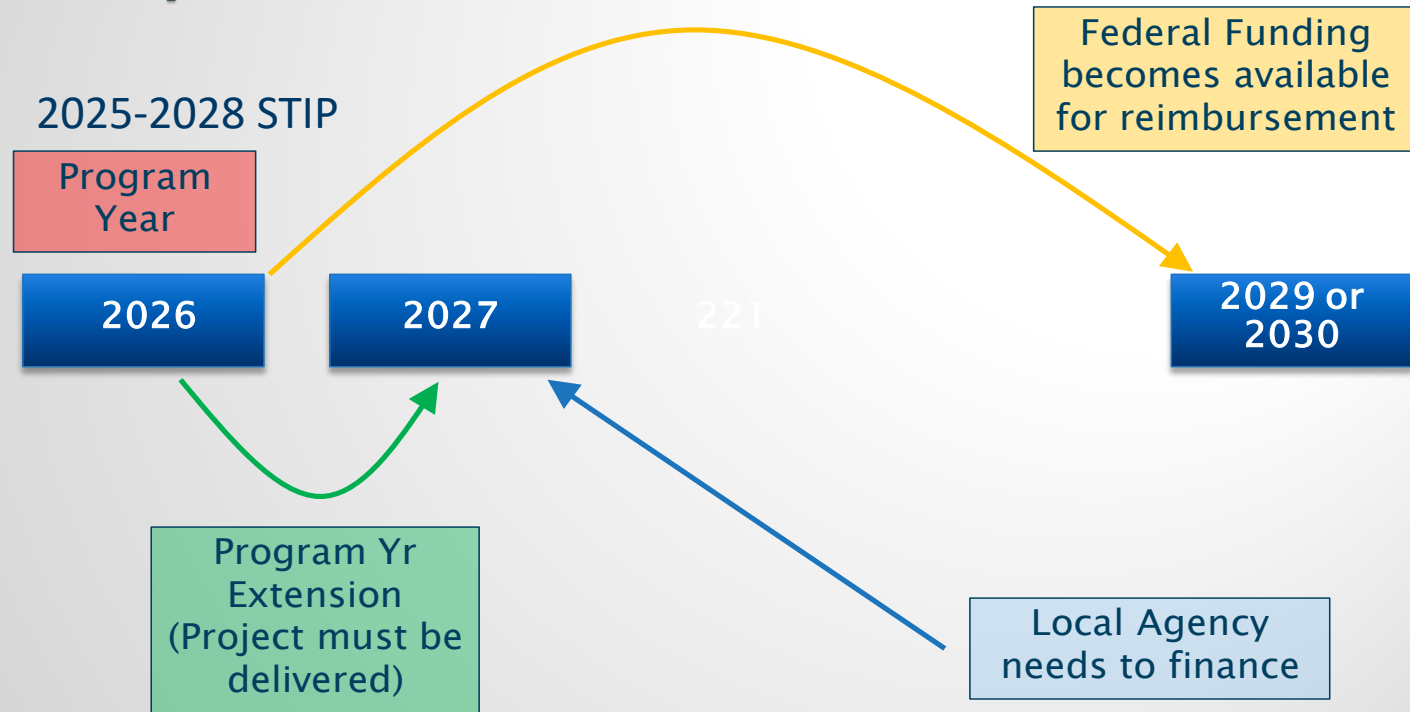 2025-2028 STIP
Federal Funding
becomes available
for reimbursement
Program
Year
2026
2027
221
2029 or
2030
Program Yr
Extension
(Project must be
delivered)
Local Agency
needs to finance